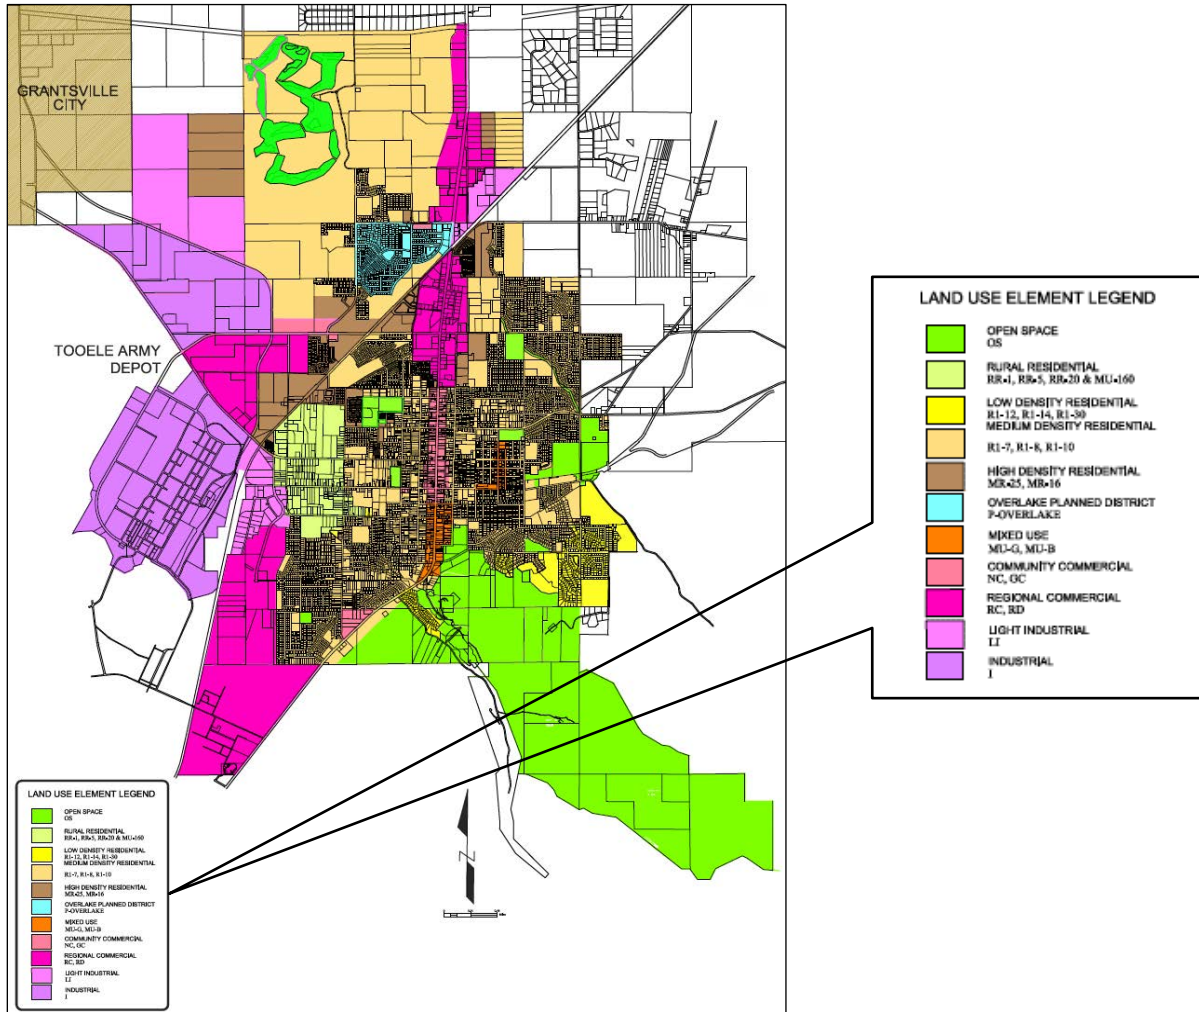 GRANTSVILLE
CITY
TOOELE ARMY
DEPOT
LAND USE ELEMENT LEGEND
OPEN SPACE
OS
RURAL RESIDENTIAL
RR-1, RR-5, RR-20 & MU-160
LOW DENSITY RESIDENTIAL
R1-12, R1-14, R1-30
MEDIUM DENSITY RESIDENTIAL
R1-7, R1-8, R1-10
HIGH DENSITY RESIDENTIAL
MR-25, MR-16
OVERLAKE PLANNED DISTRICT
P-OVERLAKE
MIXED USE
MU-G, MU-B
COMMUNITY COMMERCIAL
NC, GC
REGIONAL COMMERCIAL
RC, RD
LIGHT INDUSTRIAL
LI
INDUSTRIAL
I
LAND USE ELEMENT LEGEND
OPEN SPACE
OS
RURAL RESIDENTIAL
RR-1, RR-5, RR-20 & MU-160
LOW DENSITY RESIDENTIAL
R1-12, R1-14, R1-30
MEDIUM DENSITY RESIDENTIAL
R1-7, R1-8, R1-10
HIGH DENSITY RESIDENTIAL
MR-25, MR-16
OVERLAKE PLANNED DISTRICT
P-OVERLAKE
MIXED USE
MU-G, MU-B
COMMUNITY COMMERCIAL
NC, GC
REGIONAL COMMERCIAL
RC, RD
LIGHT INDUSTRIAL
LI
INDUSTRIAL
I
N